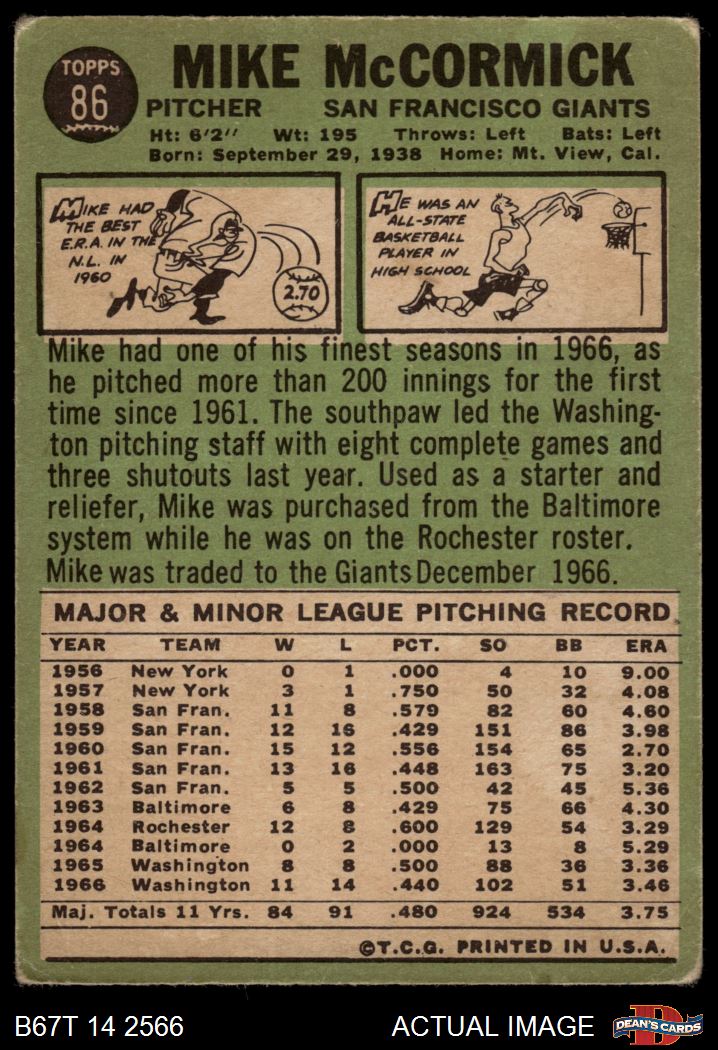 TOPPS
86
MIKE McCORMICK
PITCHER SAN FRANCISCO GIANTS
Ht: 6'2" Wt: 195 Throws: Left Bats: Left
Born: September 29, 1938 Home: Mt. View, Cal.
MIKE HAD
THE BEST
E.R.A. IN THE
N.L. IN
1960
2.70
HE WAS AN
ALL-STATE
BASKETBALL
PLAYER IN
HIGH SCHOOL
Mike had one of his finest seasons in 1966, as
he pitched more than 200 innings for the first
time since 1961. The southpaw led the Washing-
ton pitching staff with eight complete games and
three shutouts last year. Used as a starter and
reliefer, Mike was purchased from the Baltimore
system while he was on the Rochester roster.
Mike was traded to the Giants December 1966.
MAJOR & MINOR LEAGUE PITCHING RECORD
YEAR TEAM W L PCT. SO BB ERA
1956 New York 0 1 .000 4 10 9.00
1957 New York 3 1 .750 50 32 4.08
1958 San Fran. 11 8 .579 82 60 4.60
1959 San Fran. 12 16 .429 151 86 3.98
1960 San Fran. 15 12 .556 154 65 2.70
1961 San Fran. 13 16 .448 163 75 3.20
1962 San Fran. 5 5 .500 42 45 5.36
1963 Baltimore 6 8 .429 75 66 4.30
1964 Rochester 12 8 .600 129 54 3.29
1964 Baltimore 0 2 .000 13 8 5.29
1965 Washington 8 8 .500 88 36 3.36
1966 Washington 11 14 .440 102 51 3.46
Maj. Totals 11 Yrs. 84 91 .480 924 534 3.75
©T.C.G. PRINTED IN U.S.A.
B67T 14 2566 ACTUAL IMAGE D DEAN'S CARDS